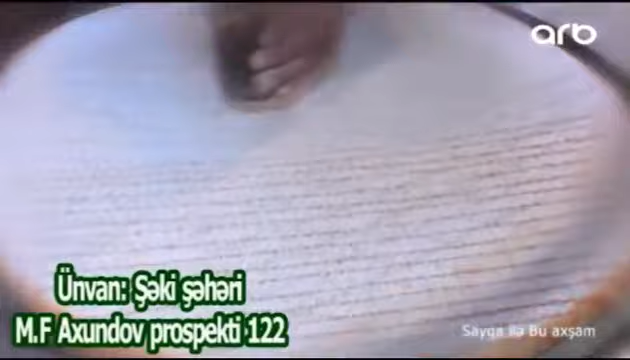 arb
Ünvan: Şəki şəhəri
M.F Axundov prospekti 122
Sayqa ilə Bu axşam